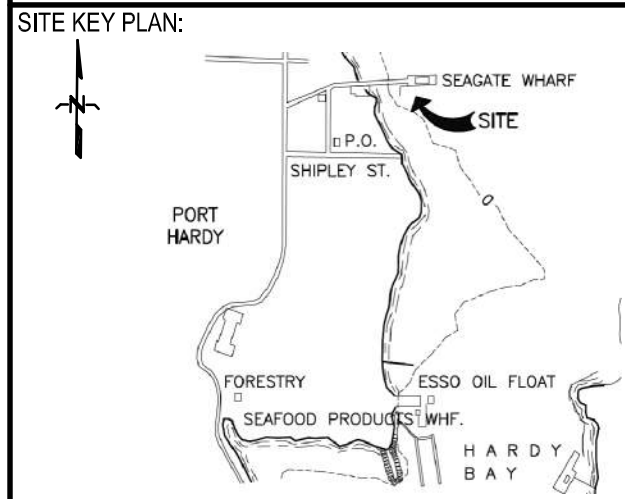 SITE KEY PLAN:
N
SEAGATE WHARF
SITE
P.O.
SHIPLEY ST.
PORT
HARDY
0
FORESTRY
ESSO OIL FLOAT
SEAFOOD PRODUCTS WHF.
HARDY
BAY